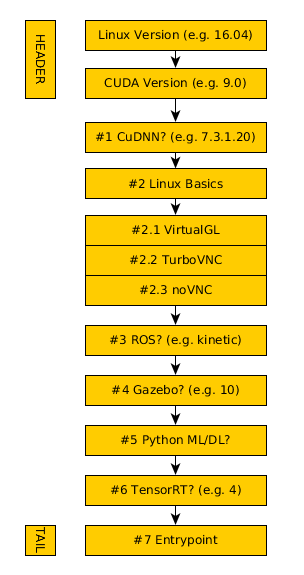 HEADER
Linux Version (e.g. 16.04)
CUDA Version (e.g. 9.0)
#1 CuDNN? (e.g. 7.3.1.20)
#2 Linux Basics
#2.1 VirtualGL
#2.2 TurboVNC
#2.3 noVNC
#3 ROS? (e.g. kinetic)
#4 Gazebo? (e.g. 10)
#5 Python ML/DL?
#6 TensorRT? (e.g. 4)
TAIL
#7 Entrypoint